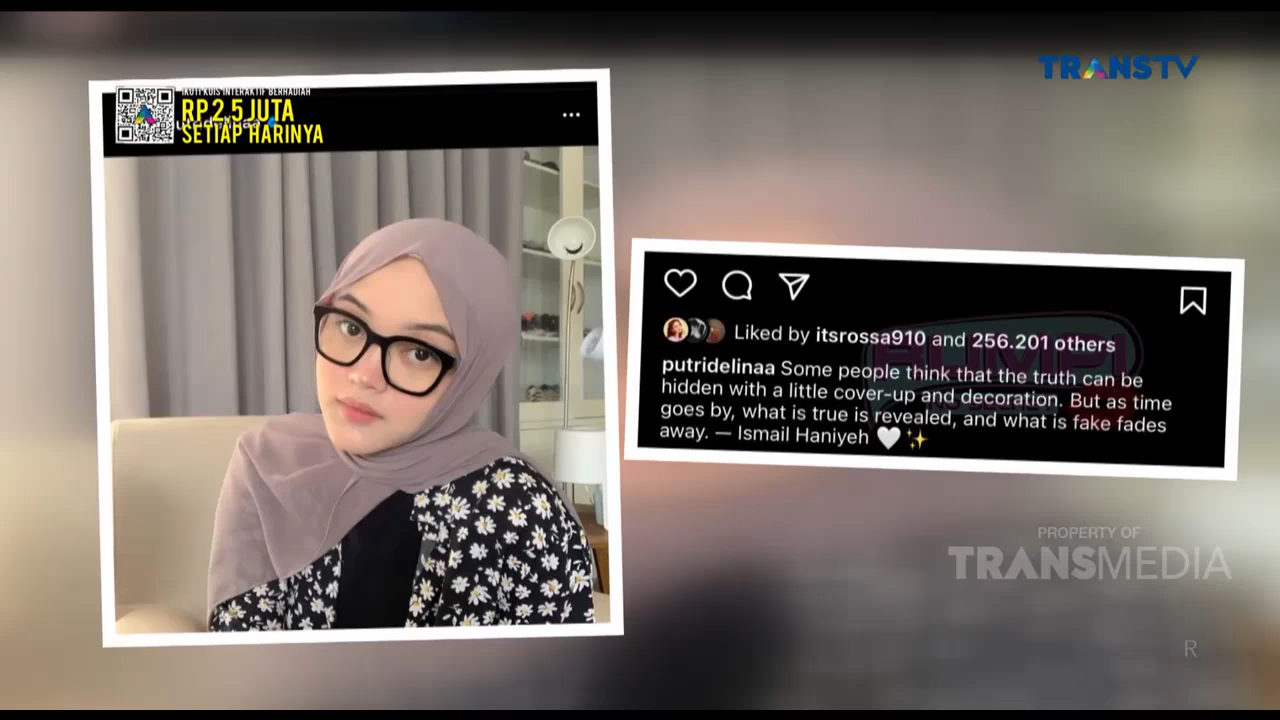 TRANSTV
IKUTI KUIS INTERAKTIF BERHADIAH
RP 2,5 JUTA
SETIAP HARINYA
Liked by itsrossa910 and 256.201 others
putridelinaa Some people think that the truth can be
hidden with a little cover-up and decoration. But as time
goes by, what is true is revealed, and what is fake fades
away. — Ismail Haniyeh 🤍✨
PROPERTY OF
TRANSMEDIA
R